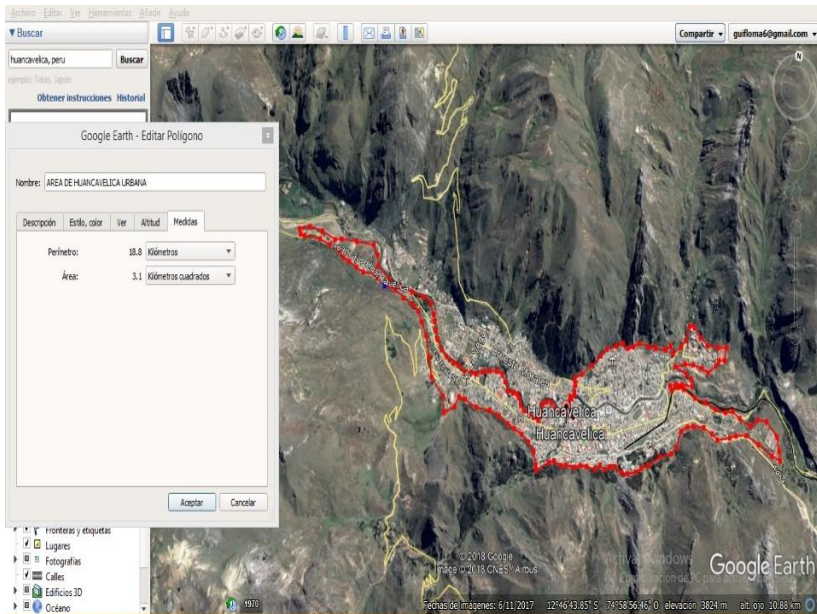 Archivo Editar Ver Herramientas Añadir Ayuda
Buscar
huancavelica, peru
Buscar
ejemplo: Tokio, Japón
Obtener instrucciones Historial
Compartir
guifloma6@gmail.com
N
Google Earth - Editar Polígono
x
Nombre: AREA DE HUANCAVELICA URBANA
Descripción Estilo, color Ver Altitud Medidas
Perímetro: 18.8 Kilómetros
Área: 3.1 Kilómetros cuadrados
Aceptar Cancelar
Huancavelica
Huancavelica
Fronteras y etiquetas
Lugares
Fotografías
Calles
Edificios 3D
Océano
1970
© 2018 Google
Image © 2018 CNES / Airbus
Activar Windows
Google Earth
Fechas de imágenes: 6/11/2017 12°46'43.85" S 74°58'56.46" O elevación 3824 m alt. ojo 10.88 km